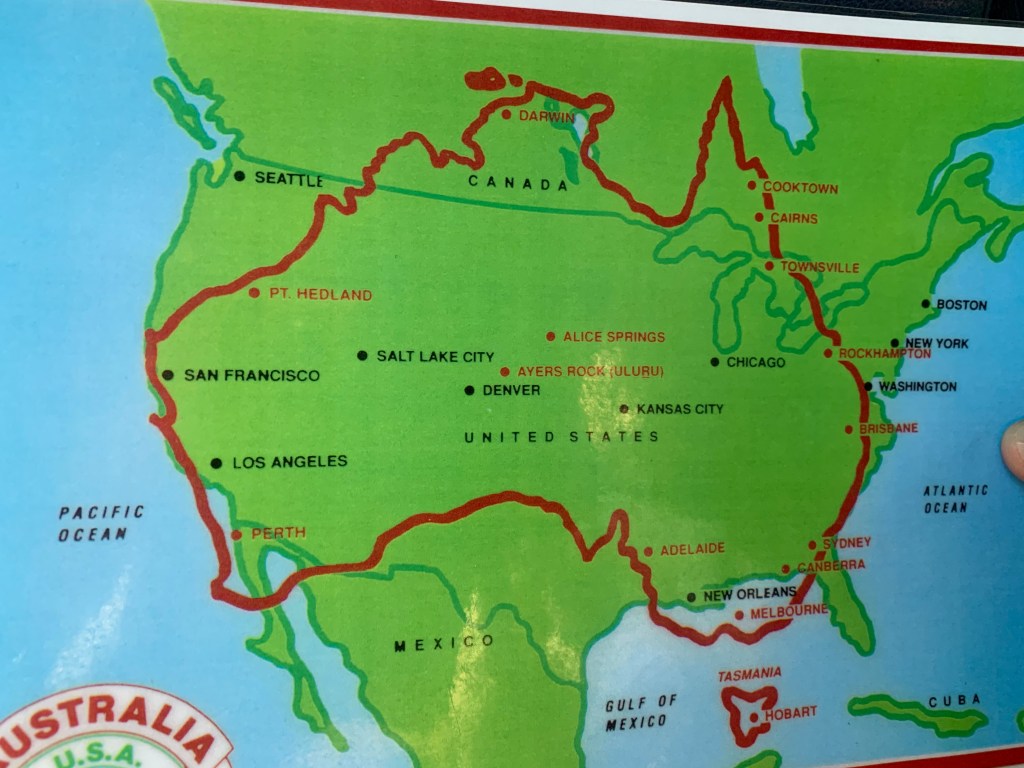 DARWIN
SEATTLE
CANADA
COOKTOWN
CAIRNS
TOWNSVILLE
PT. HEDLAND
BOSTON
ALICE SPRINGS
NEW YORK
SALT LAKE CITY
ROCKHAMPTON
CHICAGO
SAN FRANCISCO
AYERS ROCK (ULURU)
DENVER
WASHINGTON
KANSAS CITY
BRISBANE
UNITED STATES
LOS ANGELES
ATLANTIC
OCEAN
PACIFIC
OCEAN
PERTH
SYDNEY
ADELAIDE
CANBERRA
NEW ORLEANS
MELBOURNE
MEXICO
TASMANIA
GULF OF
MEXICO
HOBART
CUBA
AUSTRALIA
U.S.A.